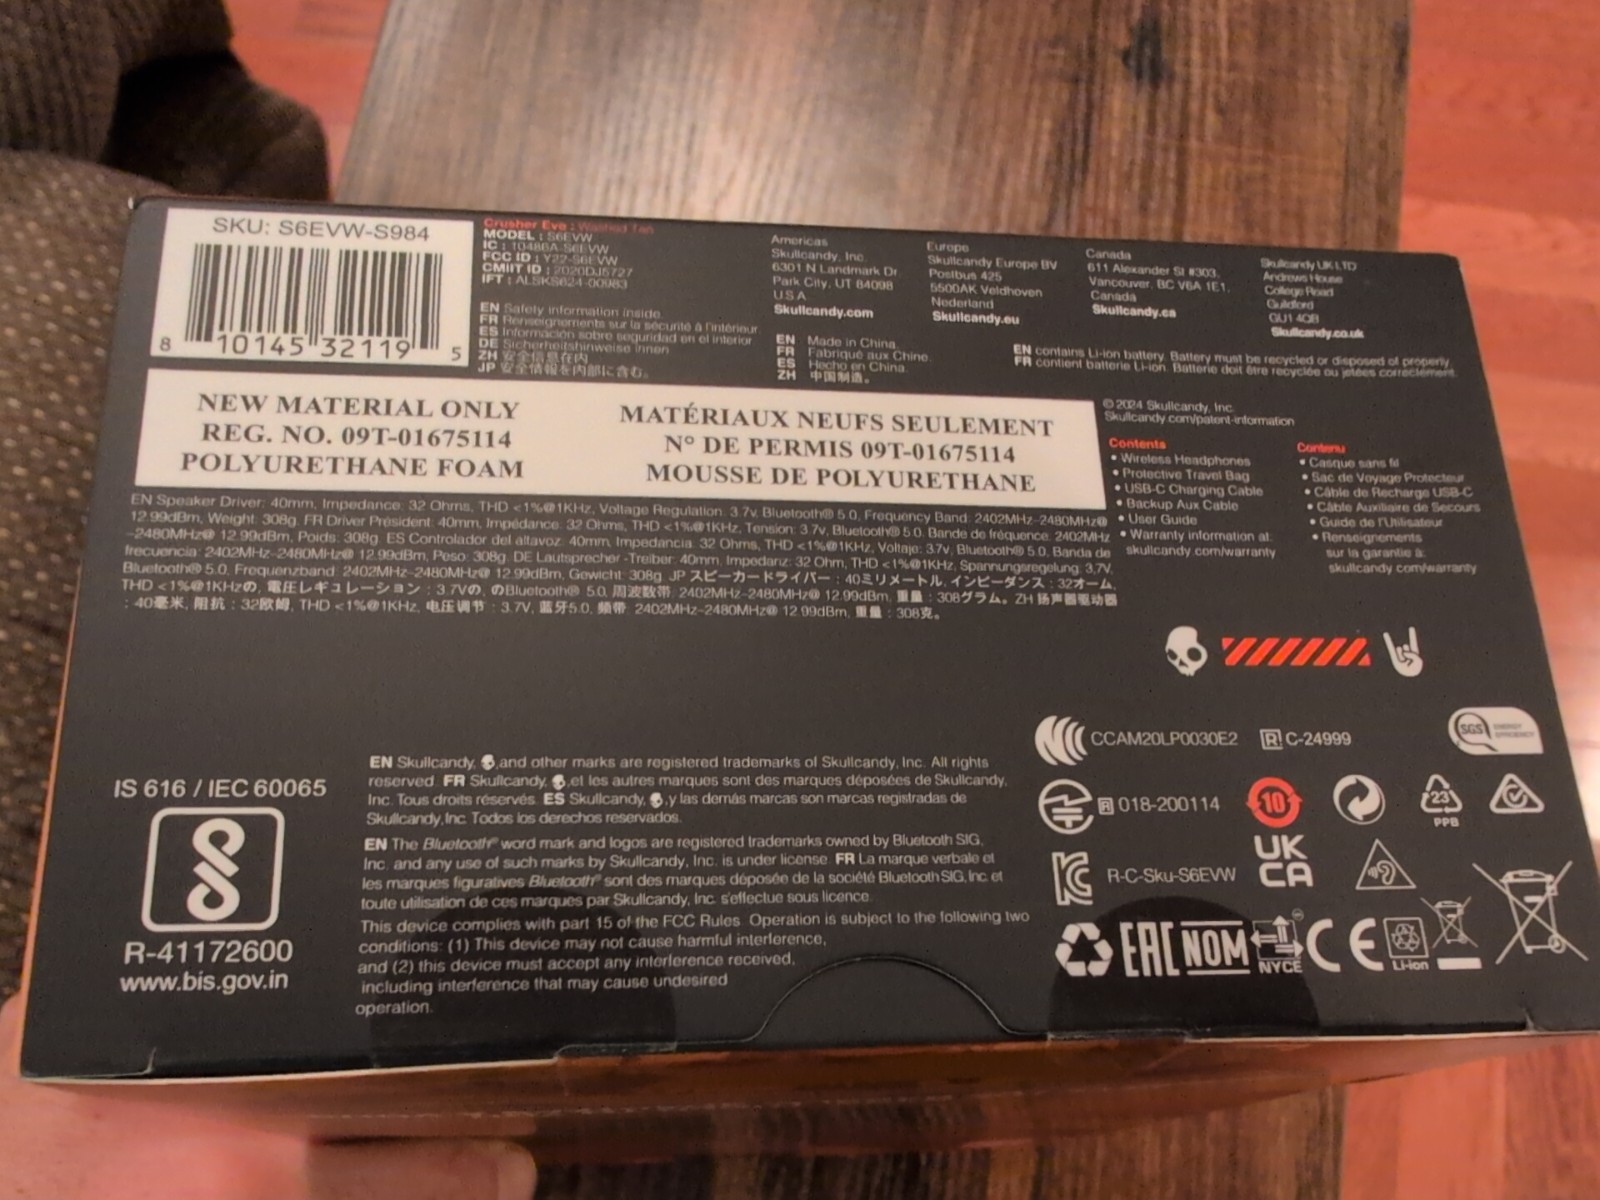 SKU: S6EVW-S984
8 10145 32119 5
Crusher Evo : Washed Tan
MODEL : S6EVW
IC : 10486A-S6EVW
FCC ID : Y22-S6EVW
CMIIT ID : 2020DJ5727
IFT : ALSKS624-00983
EN Safety information inside.
FR Renseignements sur la sécurité à l'intérieur.
ES Información sobre seguridad en el interior
DE Sicherheitshinweise innen
ZH 安全信息在内
JP 安全情報を内部に含む。
Americas
Skullcandy, Inc.
6301 N Landmark Dr.
Park City, UT 84098
U.S.A.
Skullcandy.com
Europe
Skullcandy Europe BV
Postbus 425
5500AK Veldhoven
Nederland
Skullcandy.eu
Canada
611 Alexander St #303,
Vancouver, BC V6A 1E1,
Canada
Skullcandy.ca
Skullcandy UK LTD
Andrews House
College Road
Guildford
GU1 4QB
Skullcandy.co.uk
EN Made in China.
FR Fabriqué aux Chine.
ES Hecho en China.
ZH 中国制造。
EN contains Li-ion battery. Battery must be recycled or disposed of properly.
FR contient batterie Li-ion. Batterie doit être recyclée ou jetées correctement.
NEW MATERIAL ONLY
REG. NO. 09T-01675114
POLYURETHANE FOAM
MATÉRIAUX NEUFS SEULEMENT
N° DE PERMIS 09T-01675114
MOUSSE DE POLYURETHANE
© 2024 Skullcandy, Inc.
Skullcandy.com/patent-information
Contents
• Wireless Headphones
• Protective Travel Bag
• USB-C Charging Cable
• Backup Aux Cable
• User Guide
• Warranty information at:
skullcandy.com/warranty
Contenu
• Casque sans fil
• Sac de Voyage Protecteur
• Câble de Recharge USB-C
• Câble Auxiliaire de Secours
• Guide de l'Utilisateur
• Renseignements
sur la garantie à:
skullcandy.com/warranty
EN Speaker Driver: 40mm, Impedance: 32 Ohms, THD <1%@1KHz, Voltage Regulation: 3.7v, Bluetooth® 5.0, Frequency Band: 2402MHz–2480MHz@
12.99dBm, Weight: 308g. FR Driver Président: 40mm, Impédance: 32 Ohms, THD <1%@1KHz, Tension: 3.7v, Bluetooth® 5.0, Bande de fréquence: 2402MHz
–2480MHz@ 12.99dBm, Poids: 308g. ES Controlador del altavoz: 40mm, Impedancia: 32 Ohms, THD <1%@1KHz, Voltaje: 3.7v, Bluetooth® 5.0, Banda de
frecuencia: 2402MHz–2480MHz@ 12.99dBm, Peso: 308g. DE Lautsprecher -Treiber: 40mm, Impedanz: 32 Ohm, THD <1%@1KHz, Spannungsregelung: 3,7V,
Bluetooth® 5.0, Frequenzband: 2402MHz–2480MHz@ 12.99dBm, Gewicht: 308g. JP スピーカードライバー : 40ミリメートル, インピーダンス : 32オーム,
THD <1%@1KHzの, 電圧レギュレーション : 3.7Vの, のBluetooth® 5.0, 周波数帯. 2402MHz–2480MHz@ 12.99dBm, 重量 : 308グラム。ZH 扬声器驱动器
: 40毫米, 阻抗 : 32欧姆, THD <1%@1KHz, 电压调节 : 3.7V, 蓝牙5.0, 频带 2402MHz–2480MHz@ 12.99dBm, 重量 : 308克。
CCAM20LP0030E2
R C-24999
SGS ENERGY EFFICIENCY
R 018-200114
10
23
PPB
R-C-Sku-S6EVW
UK
CA
EAC NOM NYCE CE Li-ion
IS 616 / IEC 60065
R-41172600
www.bis.gov.in
EN Skullcandy, ,and other marks are registered trademarks of Skullcandy, Inc. All rights
reserved. FR Skullcandy, ,et les autres marques sont des marques déposées de Skullcandy,
Inc. Tous droits réservés. ES Skullcandy, ,y las demás marcas son marcas registradas de
Skullcandy,Inc. Todos los derechos reservados.
EN The Bluetooth® word mark and logos are registered trademarks owned by Bluetooth SIG,
Inc. and any use of such marks by Skullcandy, Inc. is under license. FR La marque verbale et
les marques figuratives Bluetooth® sont des marques déposée de la société Bluetooth SIG, Inc. et
toute utilisation de ces marques par Skullcandy, Inc. s'effectue sous licence.
This device complies with part 15 of the FCC Rules. Operation is subject to the following two
conditions: (1) This device may not cause harmful interference,
and (2) this device must accept any interference received,
including interference that may cause undesired
operation.